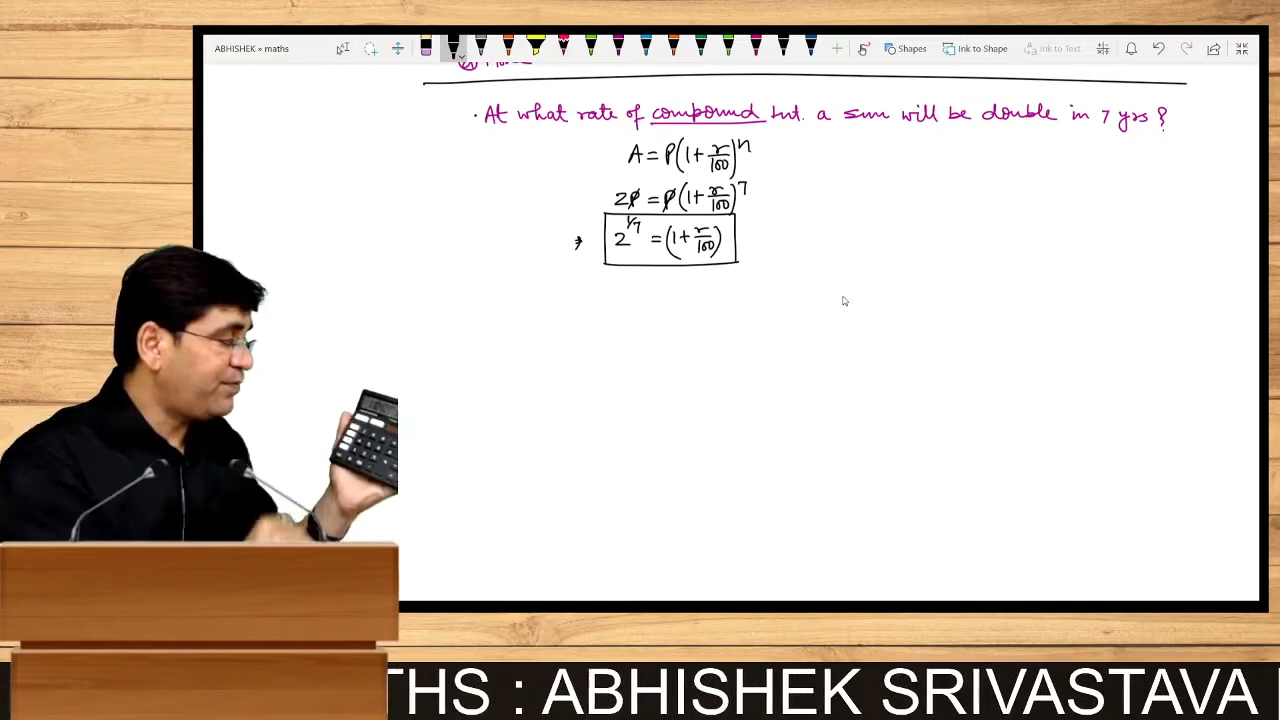 ABHISHEK » maths
Shapes
Ink to Shape
Ink to Text
· At what rate of compound Int. a sum will be double in 7 yrs ?
A = P(1+r/100)^n
2P = P(1+r/100)^7
⇒ 2^1/7 = (1+r/100)
THS : ABHISHEK SRIVASTAVA